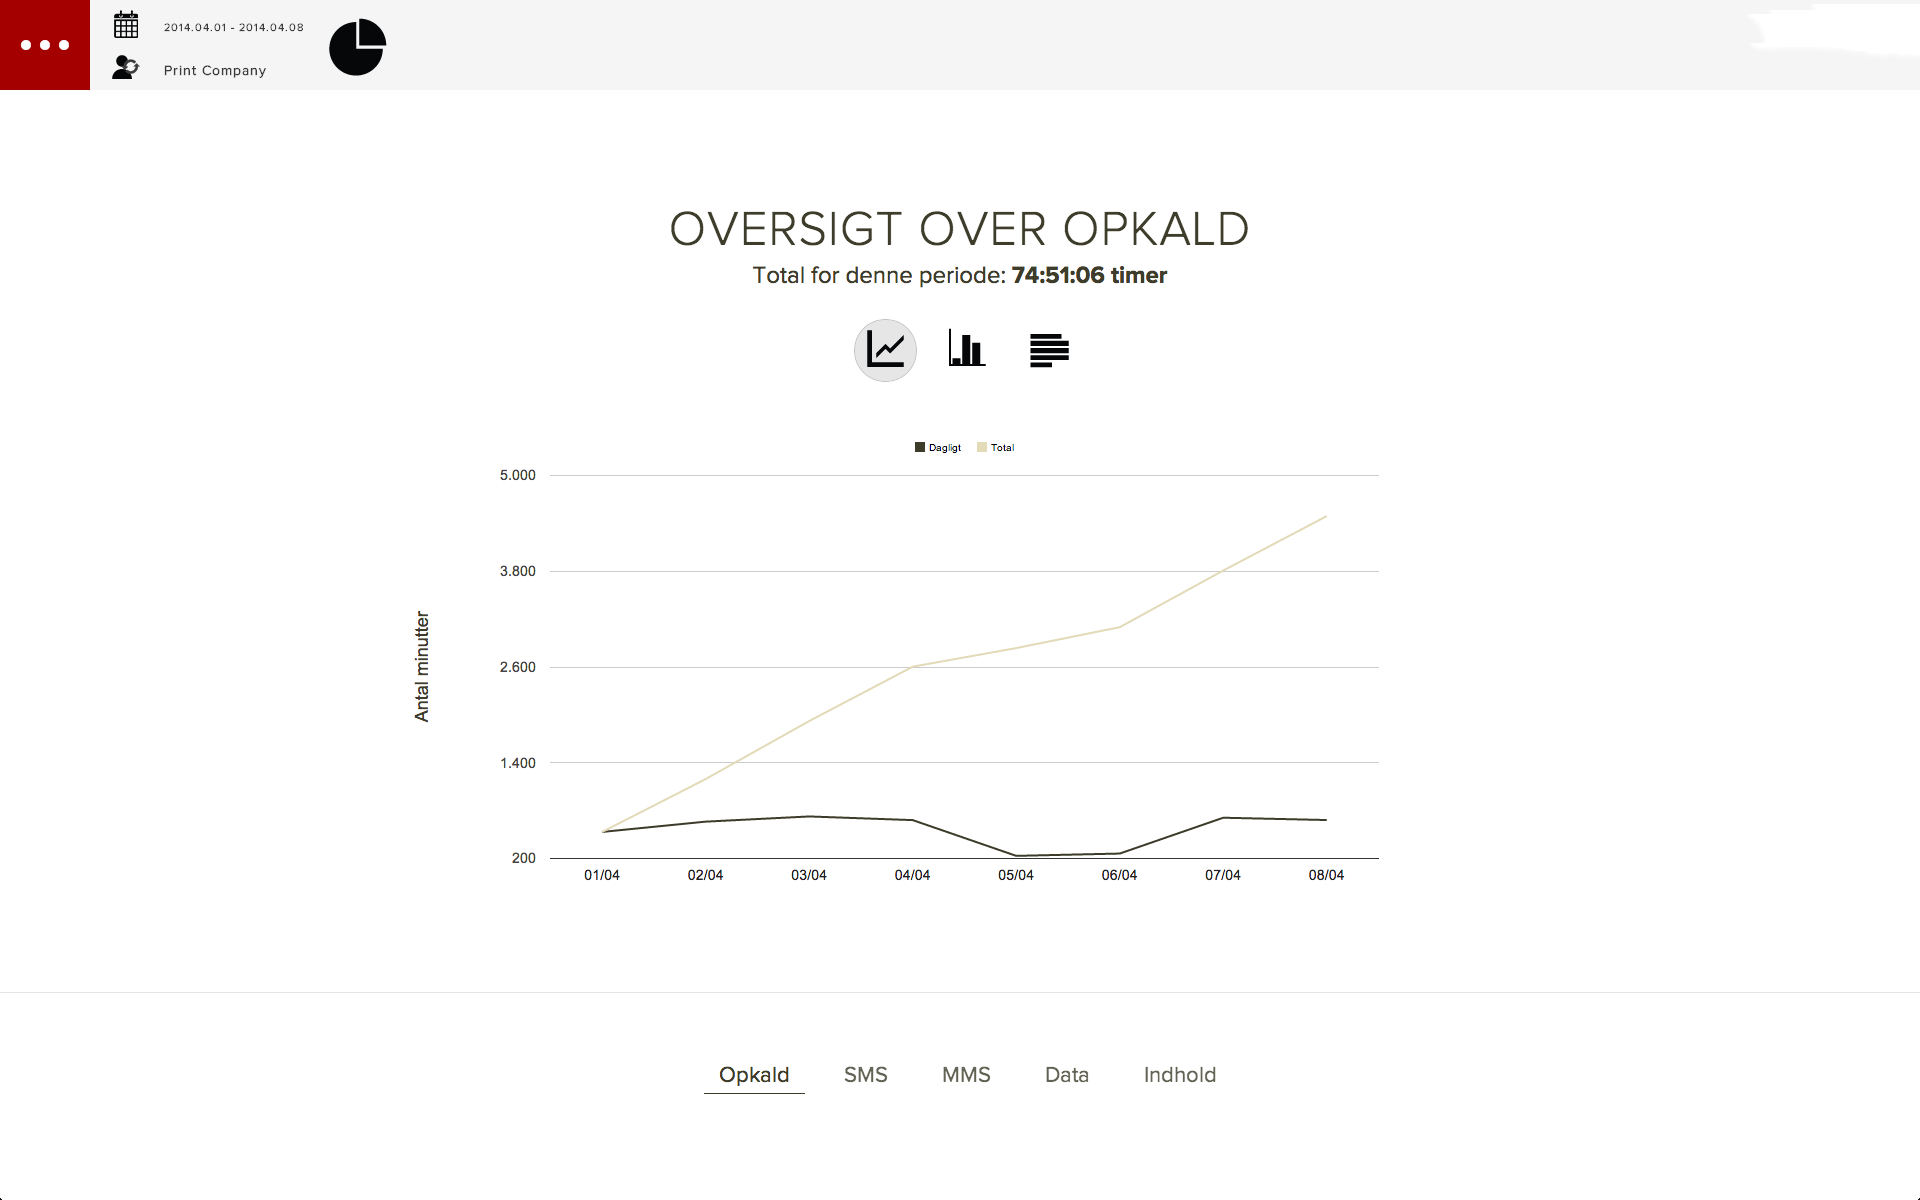 2014.04.01 - 2014.04.08
Print Company
OVERSIGT OVER OPKALD
Total for denne periode: 74:51:06 timer
Dagligt Total
5.000
3.800
2.600
1.400
200
Antal minutter
01/04 02/04 03/04 04/04 05/04 06/04 07/04 08/04
Opkald SMS MMS Data Indhold